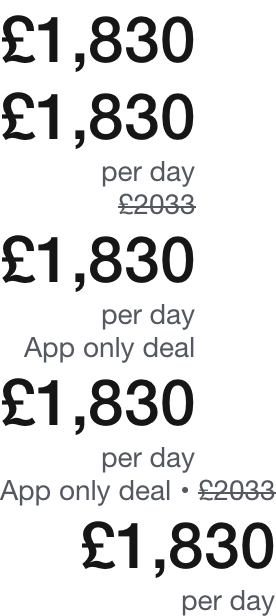 £1,830
£1,830
per day
£2033
£1,830
per day
App only deal
£1,830
per day
App only deal • £2033
£1,830
per day